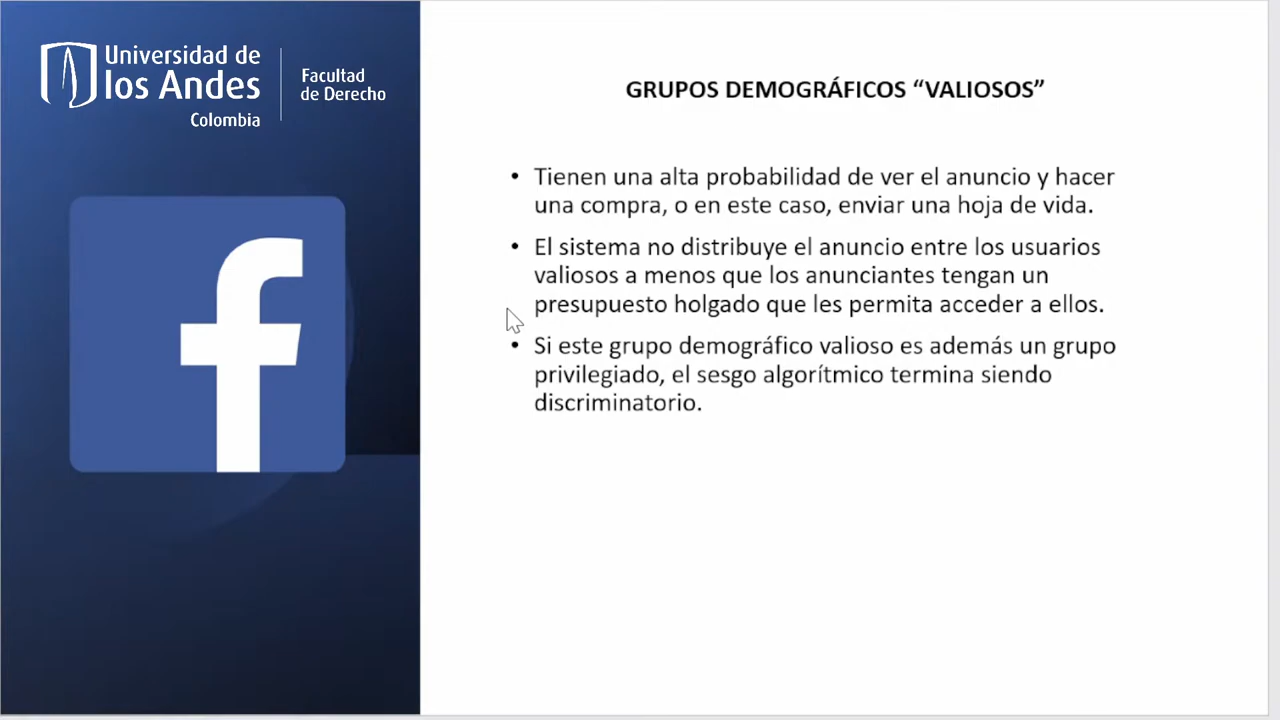 Universidad de
los Andes
Colombia
Facultad
de Derecho
GRUPOS DEMOGRÁFICOS “VALIOSOS”
• Tienen una alta probabilidad de ver el anuncio y hacer
una compra, o en este caso, enviar una hoja de vida.
• El sistema no distribuye el anuncio entre los usuarios
valiosos a menos que los anunciantes tengan un
presupuesto holgado que les permita acceder a ellos.
• Si este grupo demográfico valioso es además un grupo
privilegiado, el sesgo algorítmico termina siendo
discriminatorio.